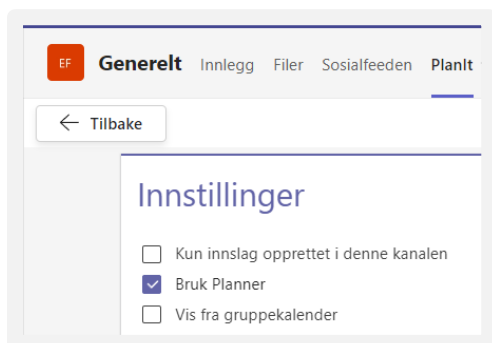 EF Generelt Innlegg Filer Sosialfeeden PlanIt
Tilbake
Innstillinger
Kun innslag opprettet i denne kanalen
Bruk Planner
Vis fra gruppekalender